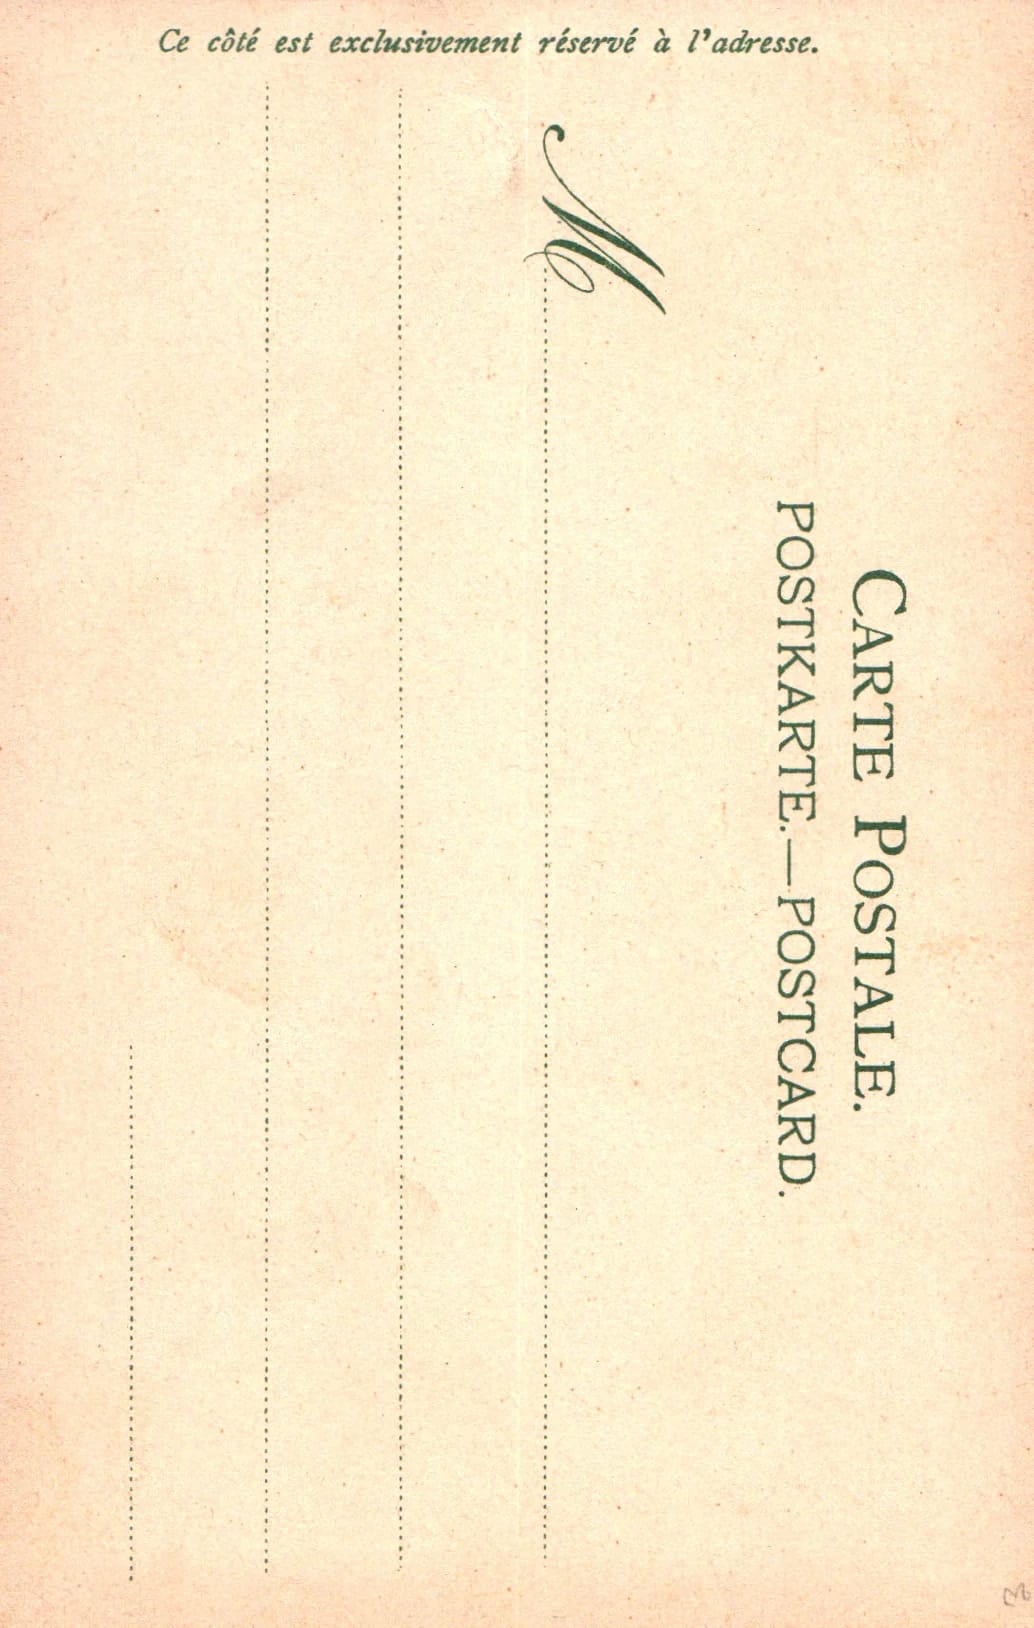 Ce côté est exclusivement réservé à l'adresse.
CARTE POSTALE.
POSTKARTE.—POSTCARD.
M